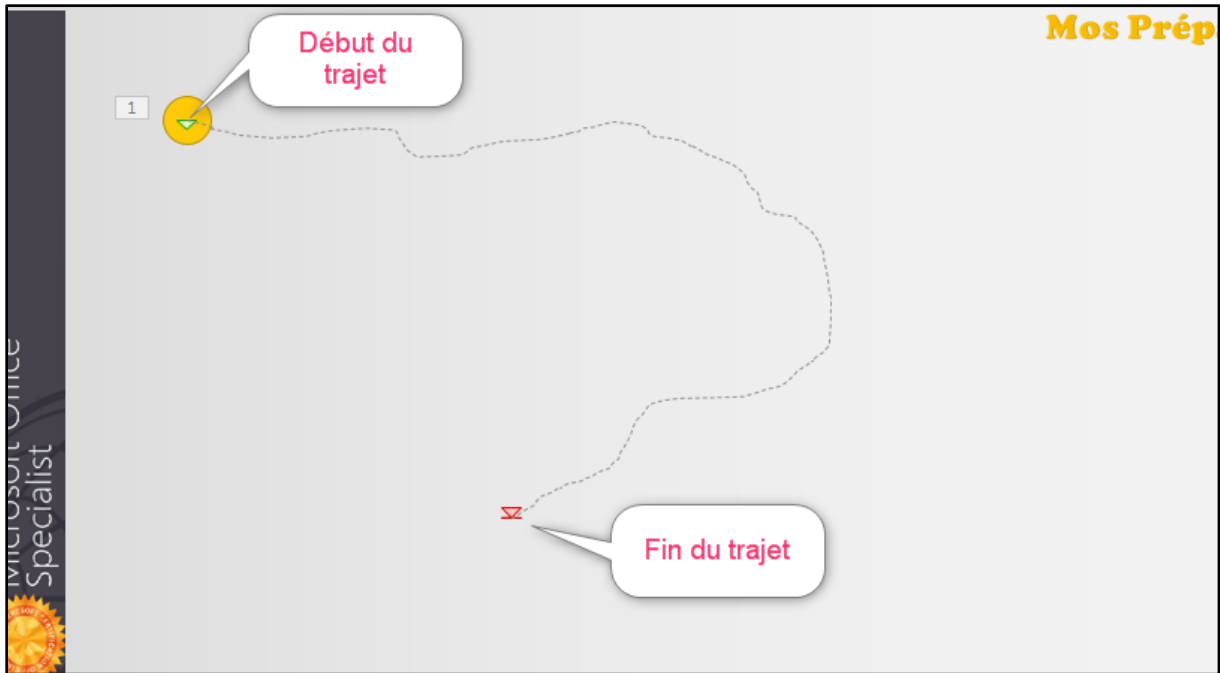 Début du
trajet
Mos Prép
1
Fin du trajet
Microsoft Office
Specialist